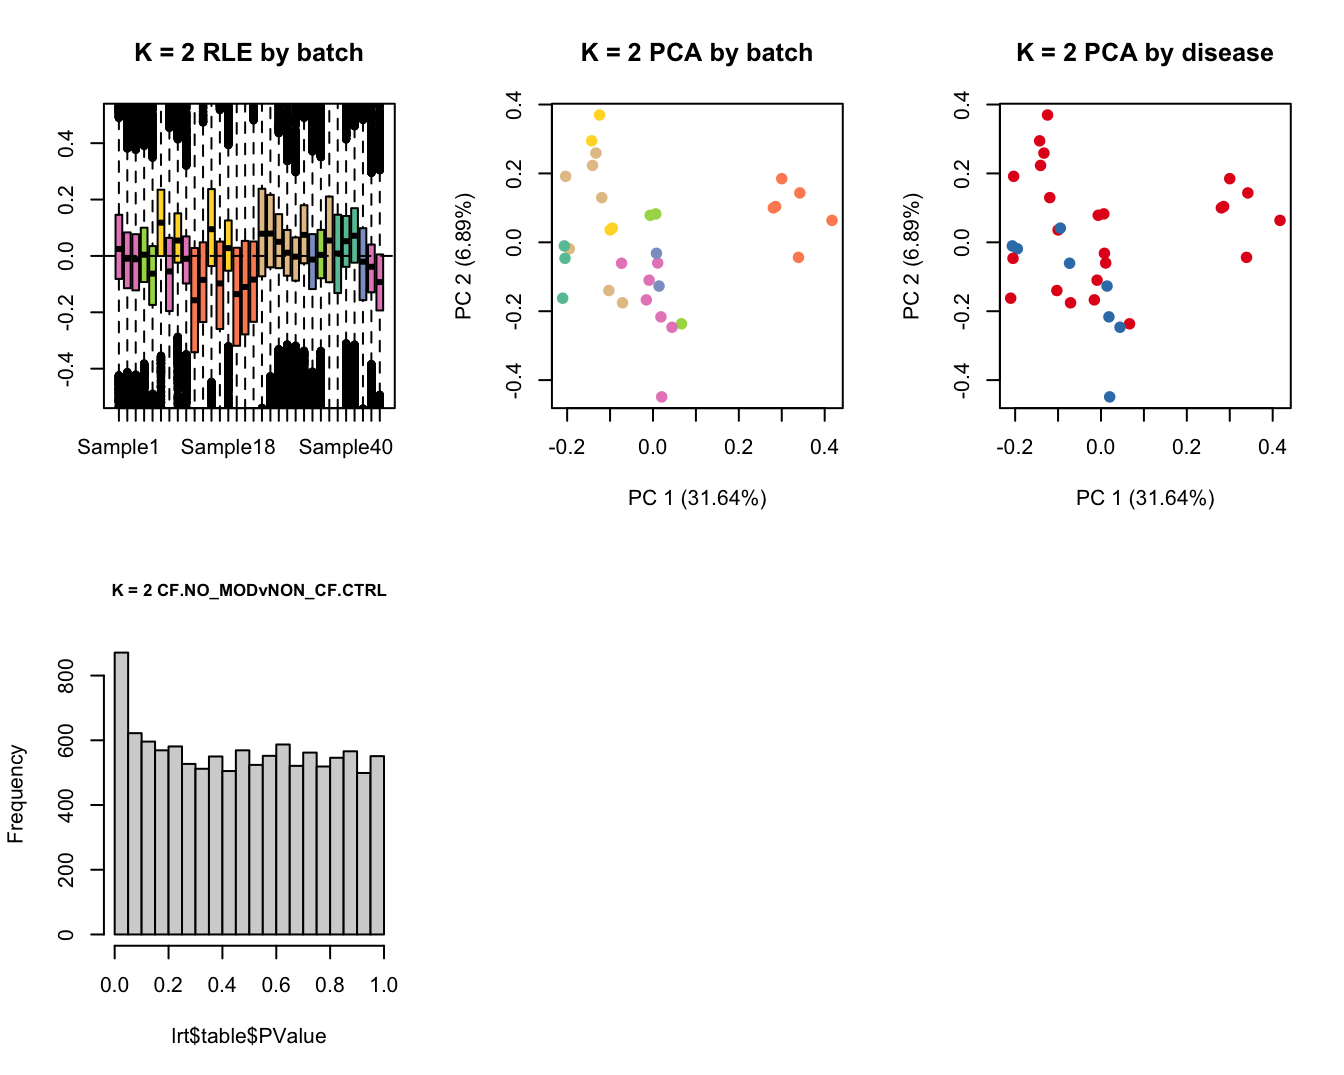 K = 2 RLE by batch
0.4
0.2
0.0
-0.2
-0.4
Sample1 Sample18 Sample40
K = 2 PCA by batch
PC 2 (6.89%)
0.4
0.2
0.0
-0.2
-0.4
-0.2 0.0 0.2 0.4
PC 1 (31.64%)
K = 2 PCA by disease
PC 2 (6.89%)
0.4
0.2
0.0
-0.2
-0.4
-0.2 0.0 0.2 0.4
PC 1 (31.64%)
K = 2 CF.NO_MODvNON_CF.CTRL
Frequency
800
600
400
200
0
0.0 0.2 0.4 0.6 0.8 1.0
lrt$table$PValue